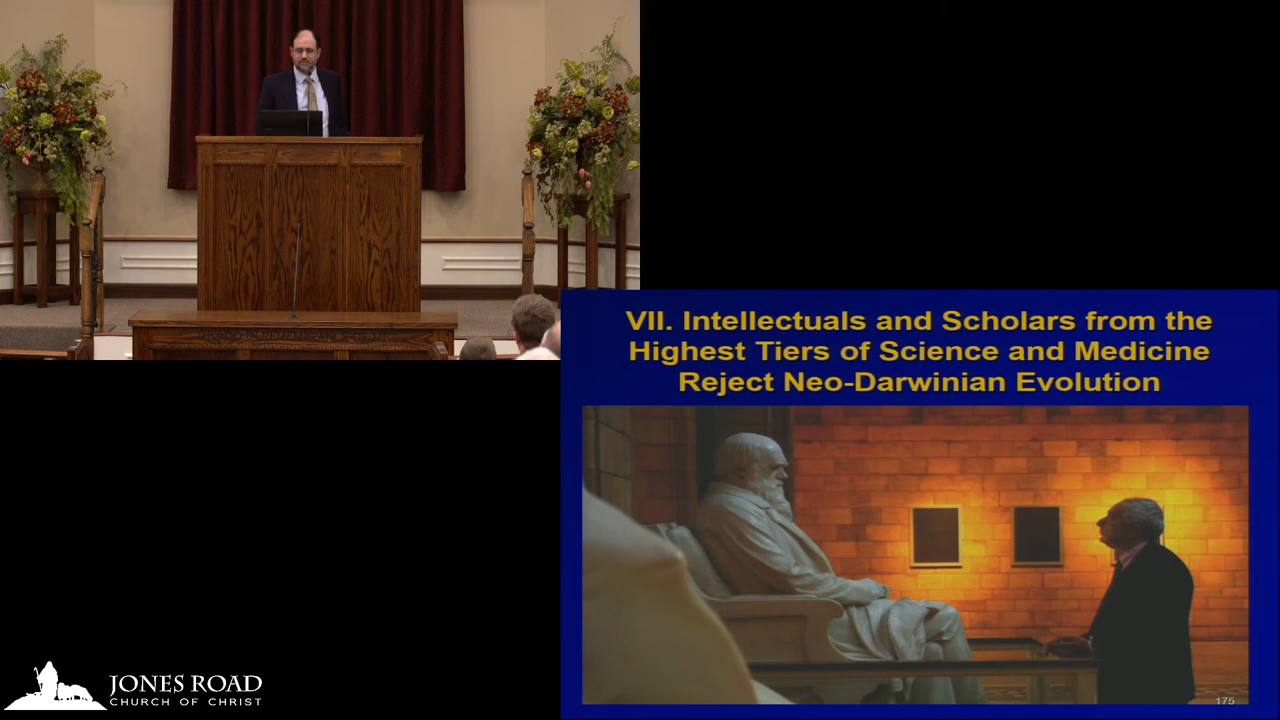 VII. Intellectuals and Scholars from the
Highest Tiers of Science and Medicine
Reject Neo-Darwinian Evolution
175
JONES ROAD
CHURCH OF CHRIST